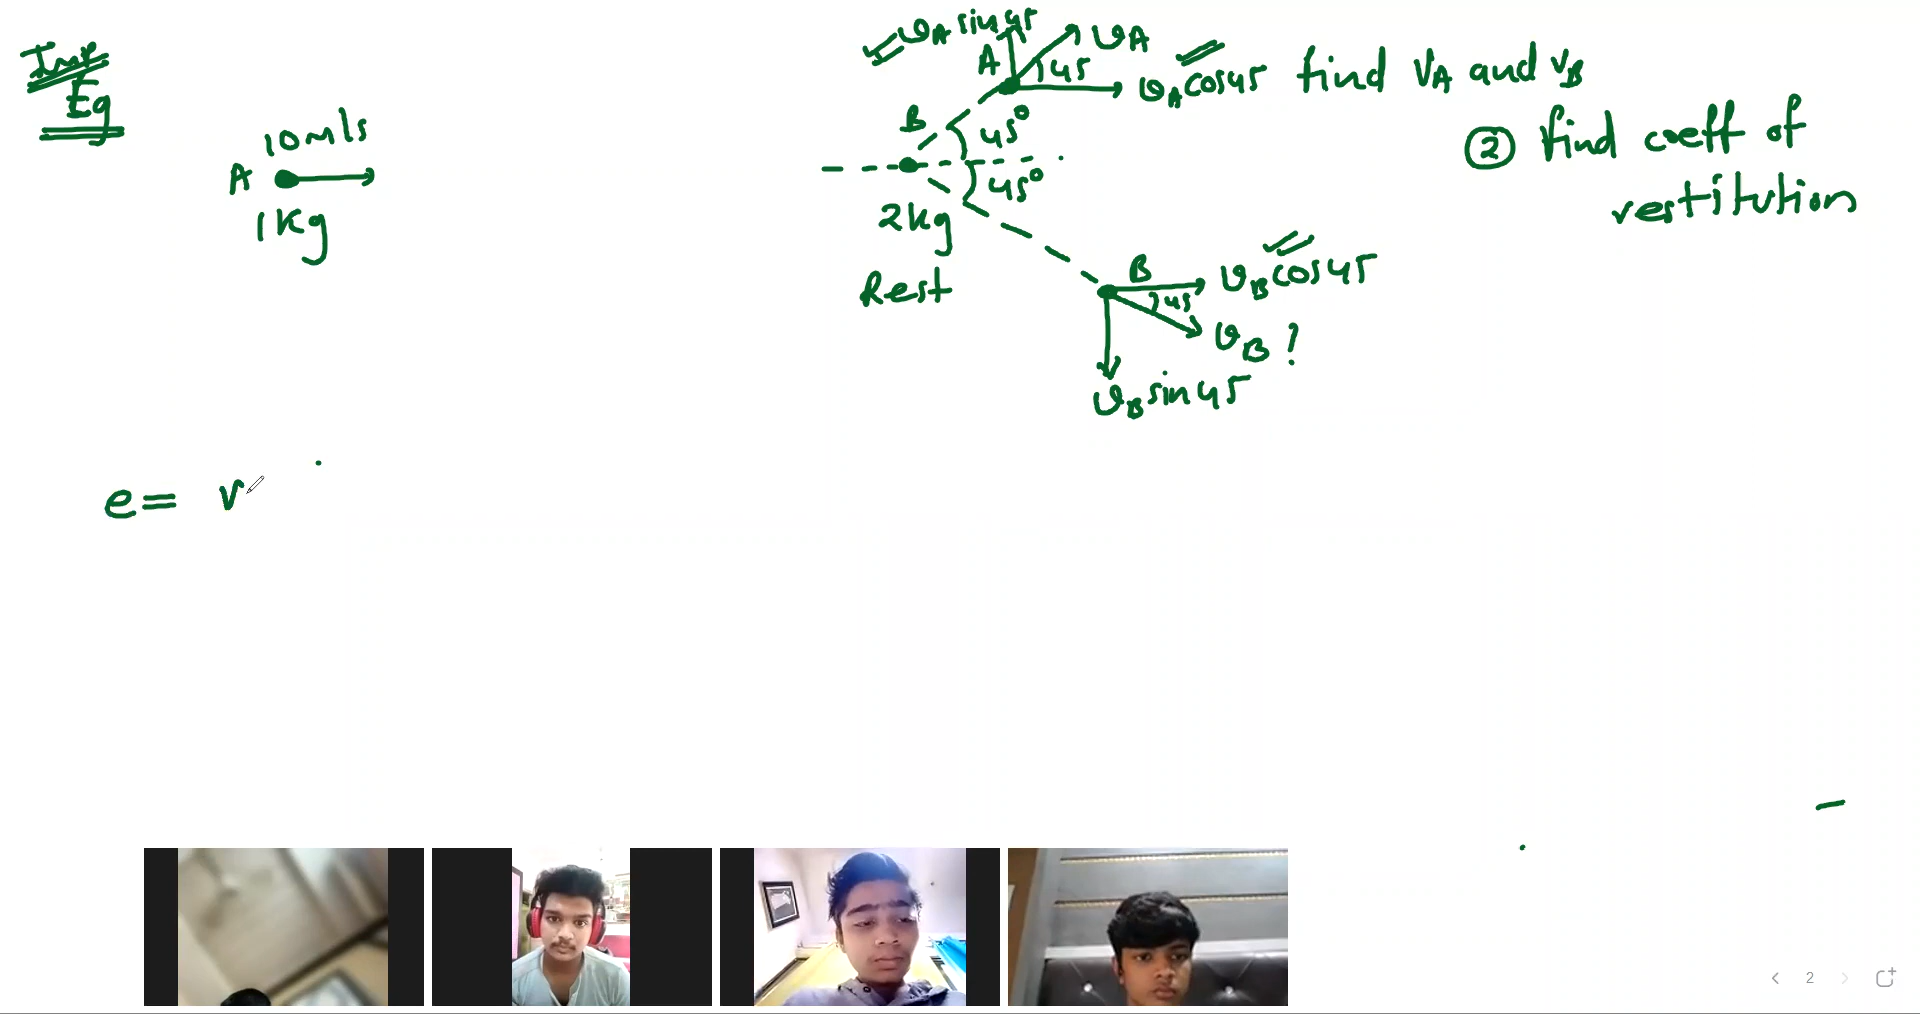 Imp
Eg
10m/s
A
1kg
vA sin45
A
vA
45
vA cos45
find VA and vB
② find coeff of
restitution
B
45°
45°
2kg
Rest
B
vB cos45
45
vB ?
vB sin45
e= v
2